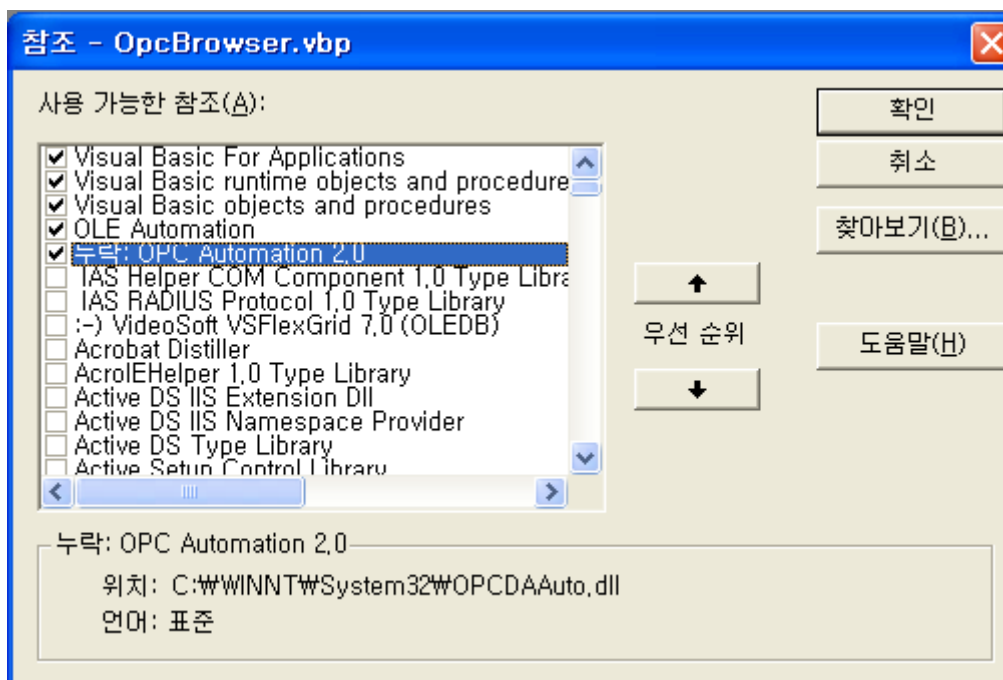 참조 - OpcBrowser.vbp
사용 가능한 참조(A):
Visual Basic For Applications
Visual Basic runtime objects and procedure
Visual Basic objects and procedures
OLE Automation
누락: OPC Automation 2.0
IAS Helper COM Component 1.0 Type Libra
IAS RADIUS Protocol 1.0 Type Library
:-) VideoSoft VSFlexGrid 7.0 (OLEDB)
Acrobat Distiller
AcroIEHelper 1.0 Type Library
Active DS IIS Extension Dll
Active DS IIS Namespace Provider
Active DS Type Library
Active Setup Control Library
우선 순위
확인
취소
찾아보기(B)...
도움말(H)
누락: OPC Automation 2.0
위치: C:₩WINNT₩System32₩OPCDAAuto.dll
언어: 표준